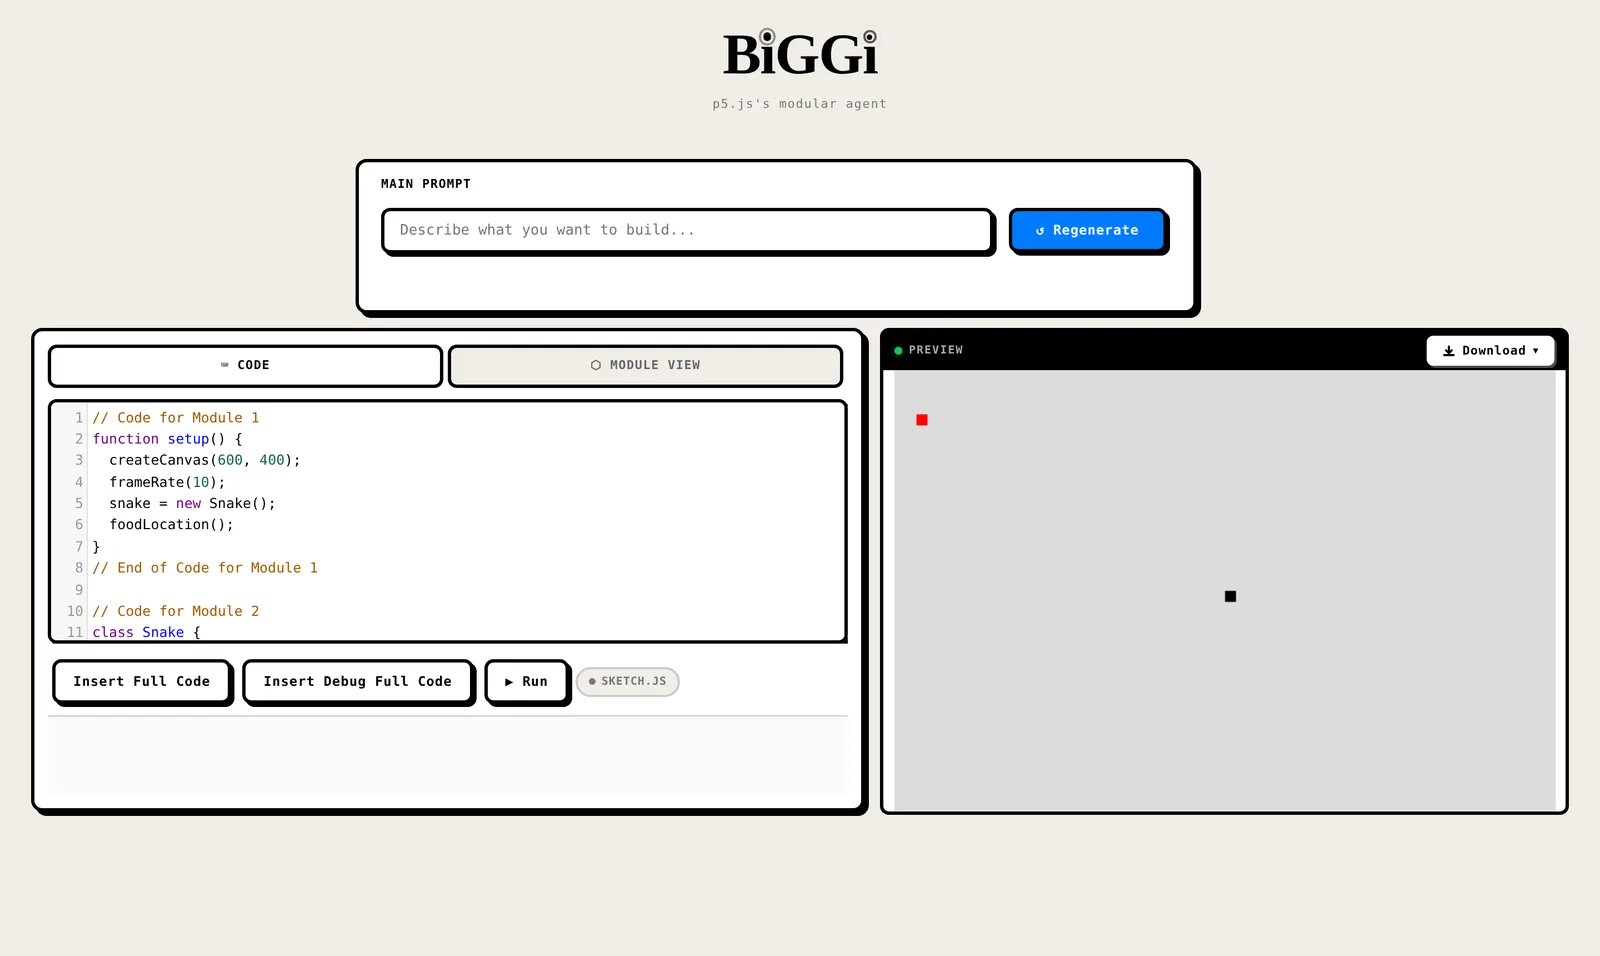 BiGGi
p5.js's modular agent
MAIN PROMPT
Describe what you want to build...
↺ Regenerate
⌨ CODE
⬡ MODULE VIEW
1 // Code for Module 1
2 function setup() {
3   createCanvas(600, 400);
4   frameRate(10);
5   snake = new Snake();
6   foodLocation();
7 }
8 // End of Code for Module 1
9
10 // Code for Module 2
11 class Snake {
Insert Full Code
Insert Debug Full Code
▶ Run
● SKETCH.JS
PREVIEW
Download ▾